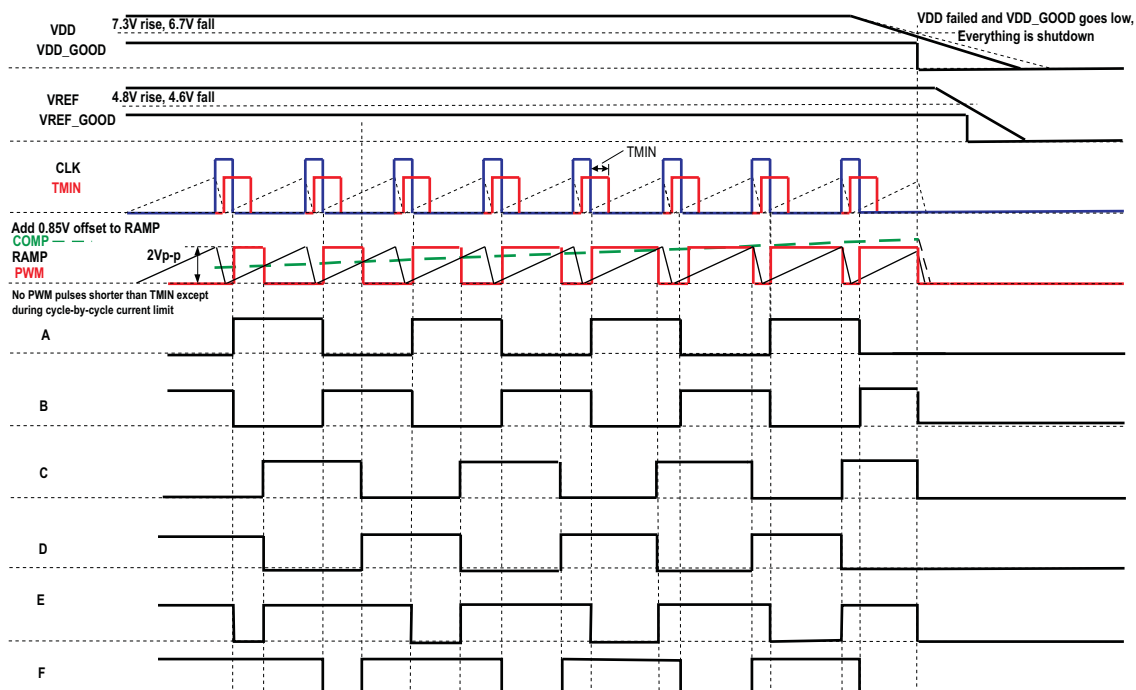 VDD failed and VDD_GOOD goes low,
Everything is shutdown
7.3V rise, 6.7V fall
VDD
VDD_GOOD
VREF
4.8V rise, 4.6V fall
VREF_GOOD
TMIN
CLK
TMIN
Add 0.85V offset to RAMP
COMP
RAMP
PWM
2Vp-p
No PWM pulses shorter than TMIN except
during cycle-by-cycle current limit
A
B
C
D
E
F